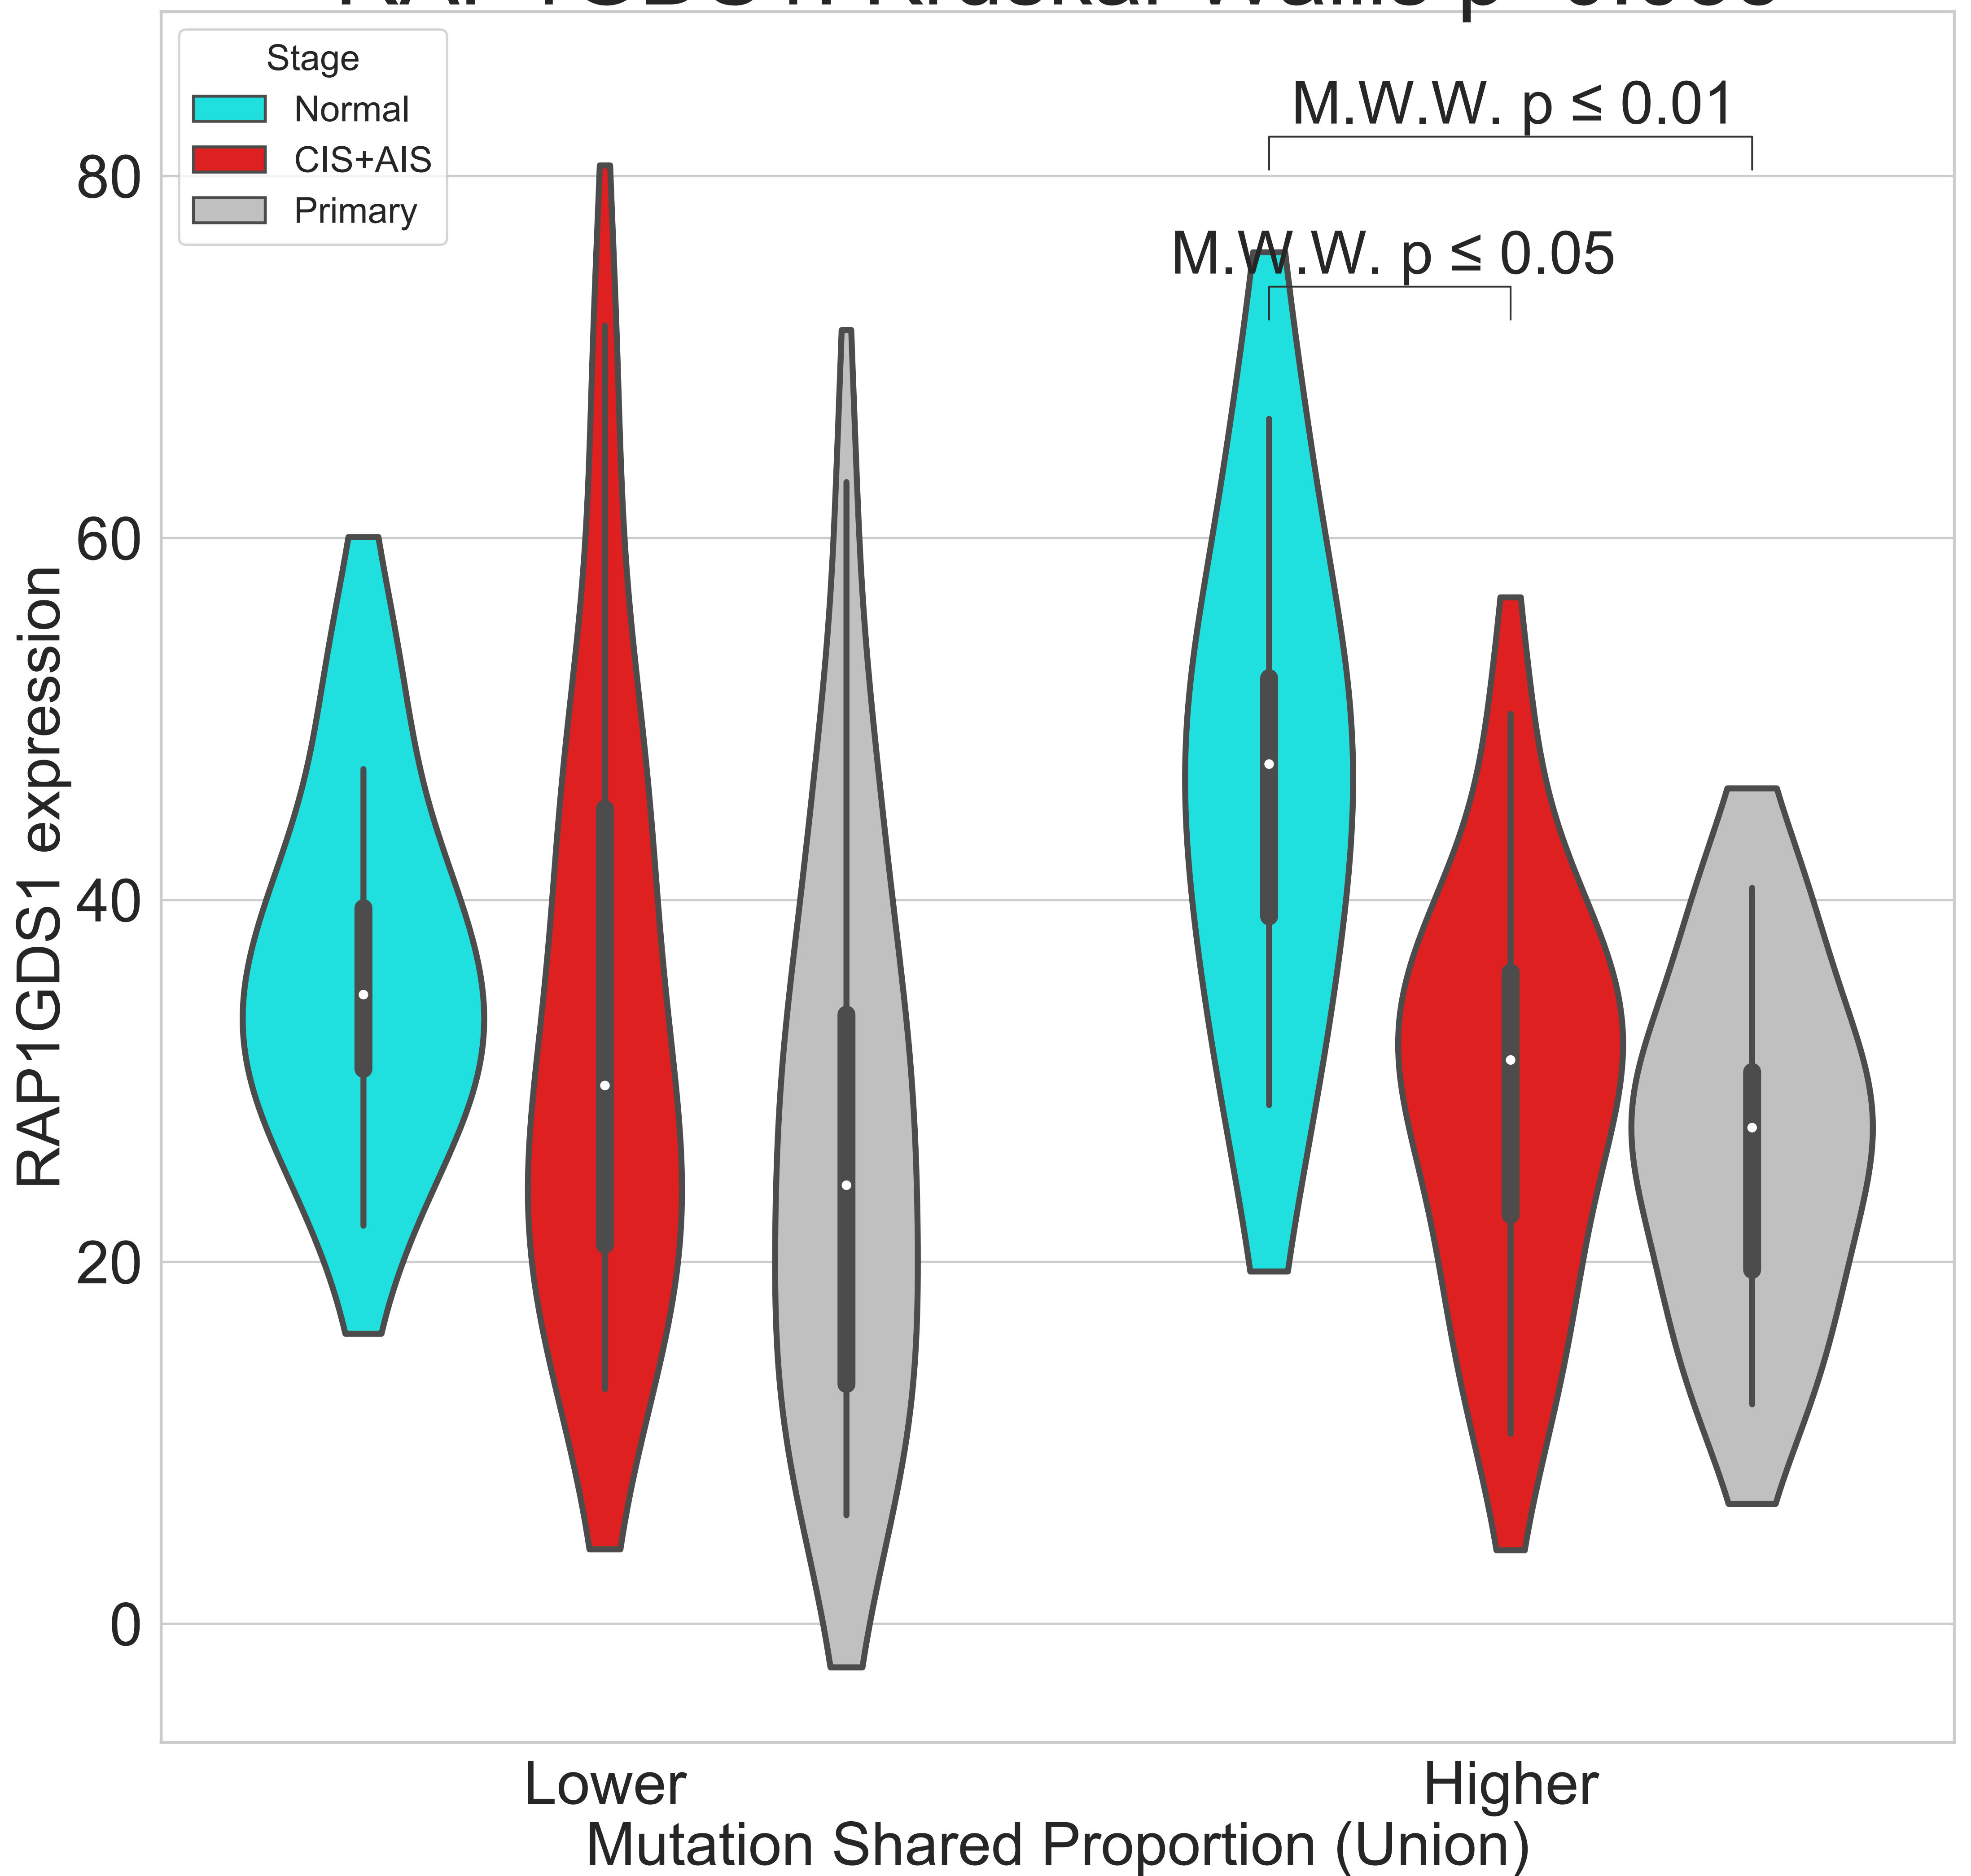 Stage
Normal
CIS+AIS
Primary
M.W.W. p ≤ 0.01
M.W.W. p ≤ 0.05
80
60
40
20
0
RAP1GDS1 expression
Lower
Higher
Mutation Shared Proportion (Union)